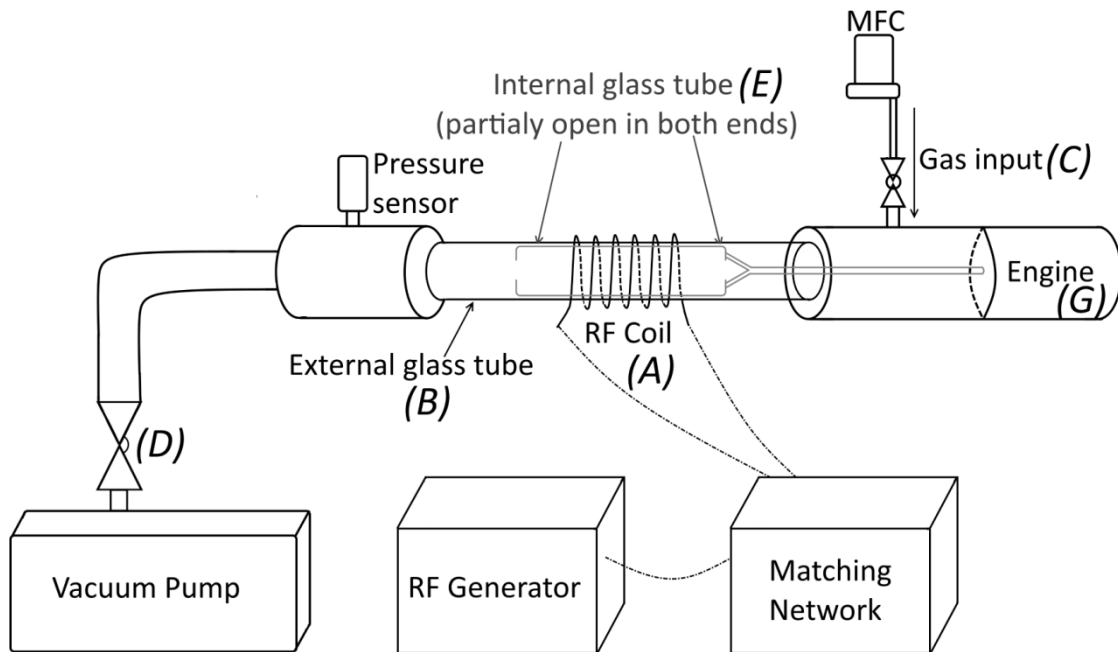 MFC
Internal glass tube (E)
(partialy open in both ends)
Gas input (C)
Pressure
sensor
Engine
(G)
RF Coil
(A)
External glass tube
(B)
(D)
Vacuum Pump
RF Generator
Matching
Network